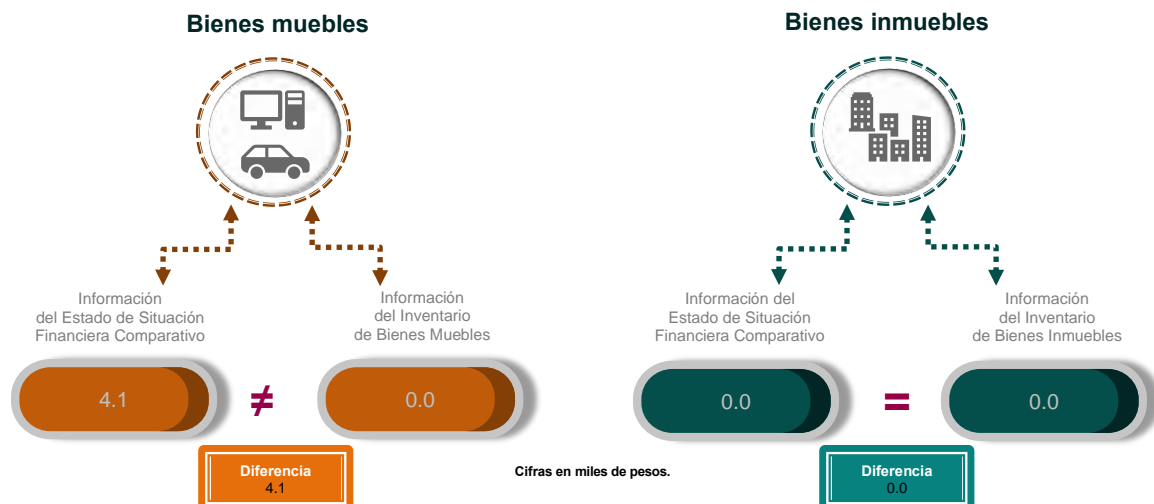 Bienes muebles
Información
del Estado de Situación
Financiera Comparativo
Información
del Inventario
de Bienes Muebles
4.1
≠
0.0
Diferencia
4.1
Cifras en miles de pesos.
Bienes inmuebles
Información del
Estado de Situación
Financiera Comparativo
Información
del Inventario
de Bienes Inmuebles
0.0
=
0.0
Diferencia
0.0